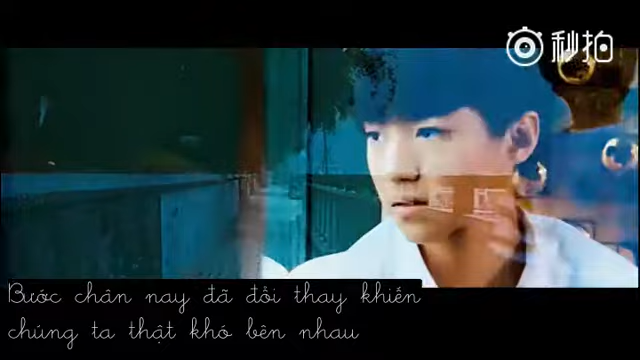 秒拍
Bước chân nay đã đổi thay khiến
chúng ta thật khó bên nhau